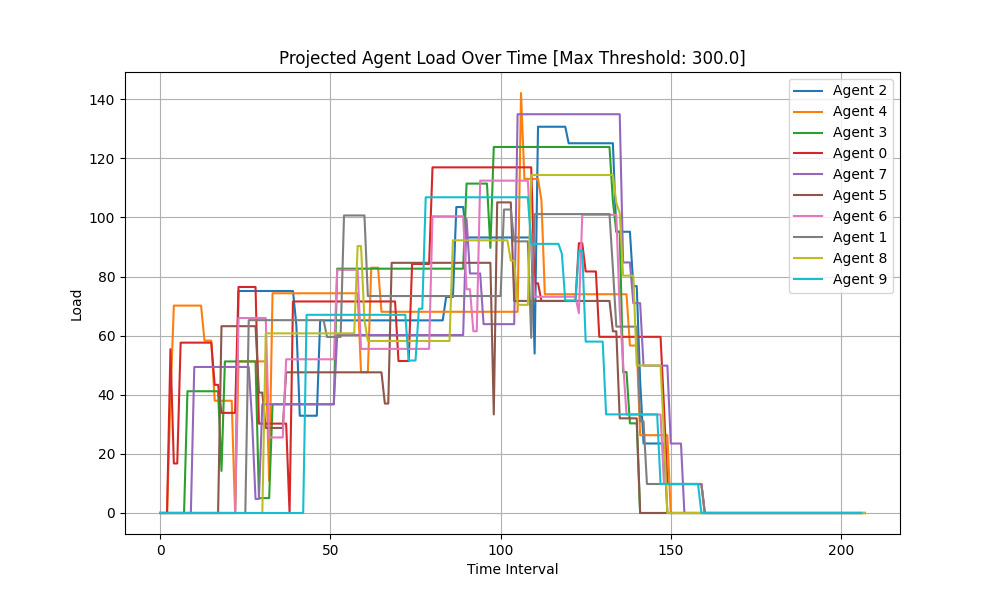 Projected Agent Load Over Time [Max Threshold: 300.0]
Load
140
120
100
80
60
40
20
0
0 50 100 150 200
Time Interval
Agent 2
Agent 4
Agent 3
Agent 0
Agent 7
Agent 5
Agent 6
Agent 1
Agent 8
Agent 9